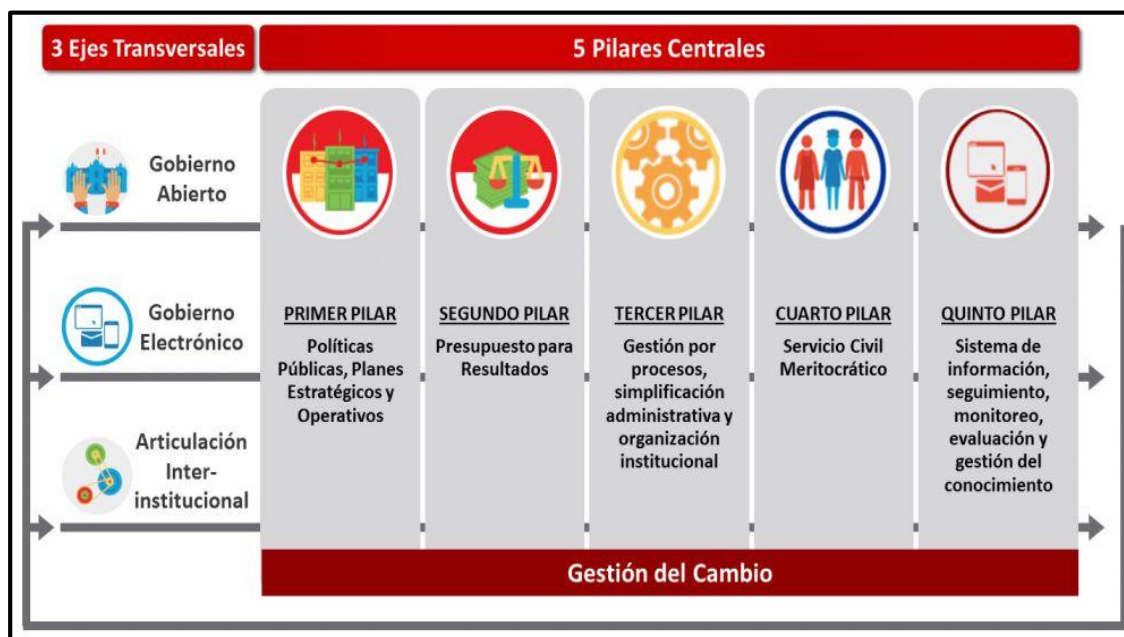 3 Ejes Transversales
5 Pilares Centrales
Gobierno
Abierto
Gobierno
Electrónico
Articulación
Inter-
institucional
PRIMER PILAR
Políticas
Públicas, Planes
Estratégicos y
Operativos
SEGUNDO PILAR
Presupuesto para
Resultados
TERCER PILAR
Gestión por
procesos,
simplificación
administrativa y
organización
institucional
CUARTO PILAR
Servicio Civil
Meritocrático
QUINTO PILAR
Sistema de
información,
seguimiento,
monitoreo,
evaluación y
gestión del
conocimiento
Gestión del Cambio